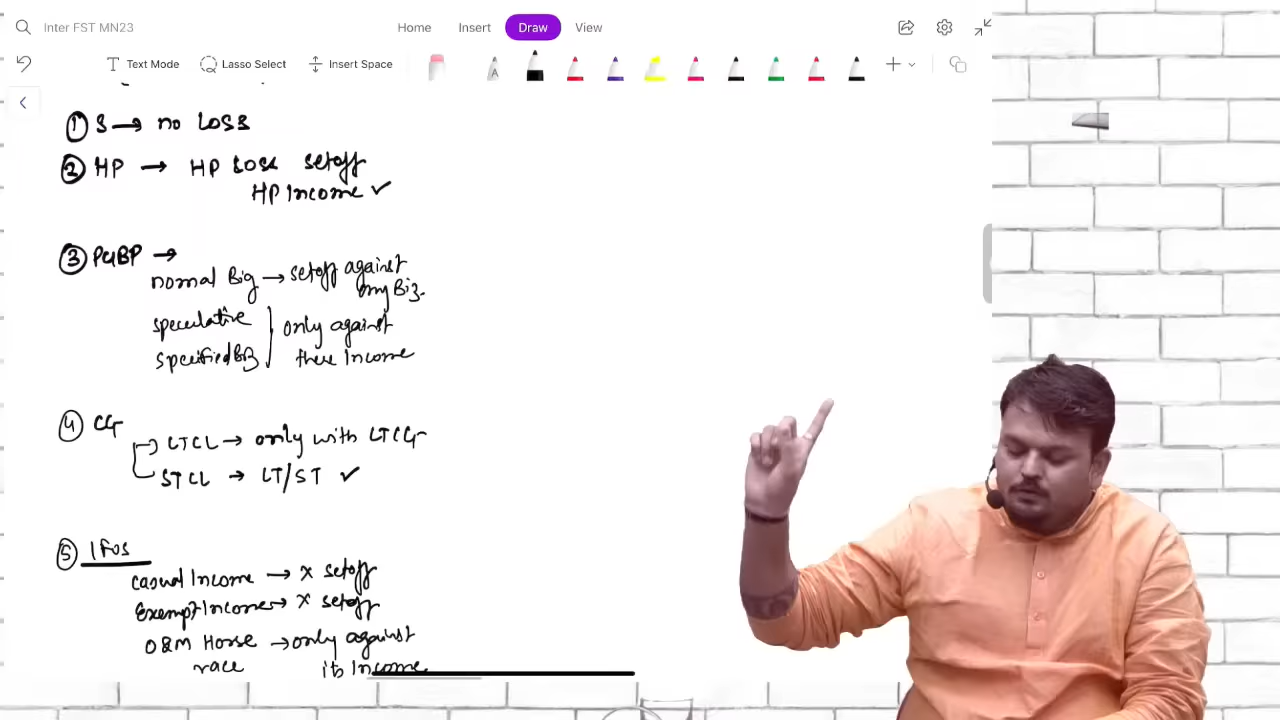 Inter FST MN23
Home
Insert
Draw
View
Text Mode
Lasso Select
Insert Space
A
① S → no LOSS
② HP → HP Loss setoff
HP Income ✓
③ PGBP →
normal Biz → setoff against
any Biz.
speculative
specified Biz
only against
there Income
④ CG
LTCL → only with LTCG
STCL → LT/ST ✓
⑤ IFOS
casual Income → x setoff
Exempt Income → x setoff
O&M Horse → only against
race its Income